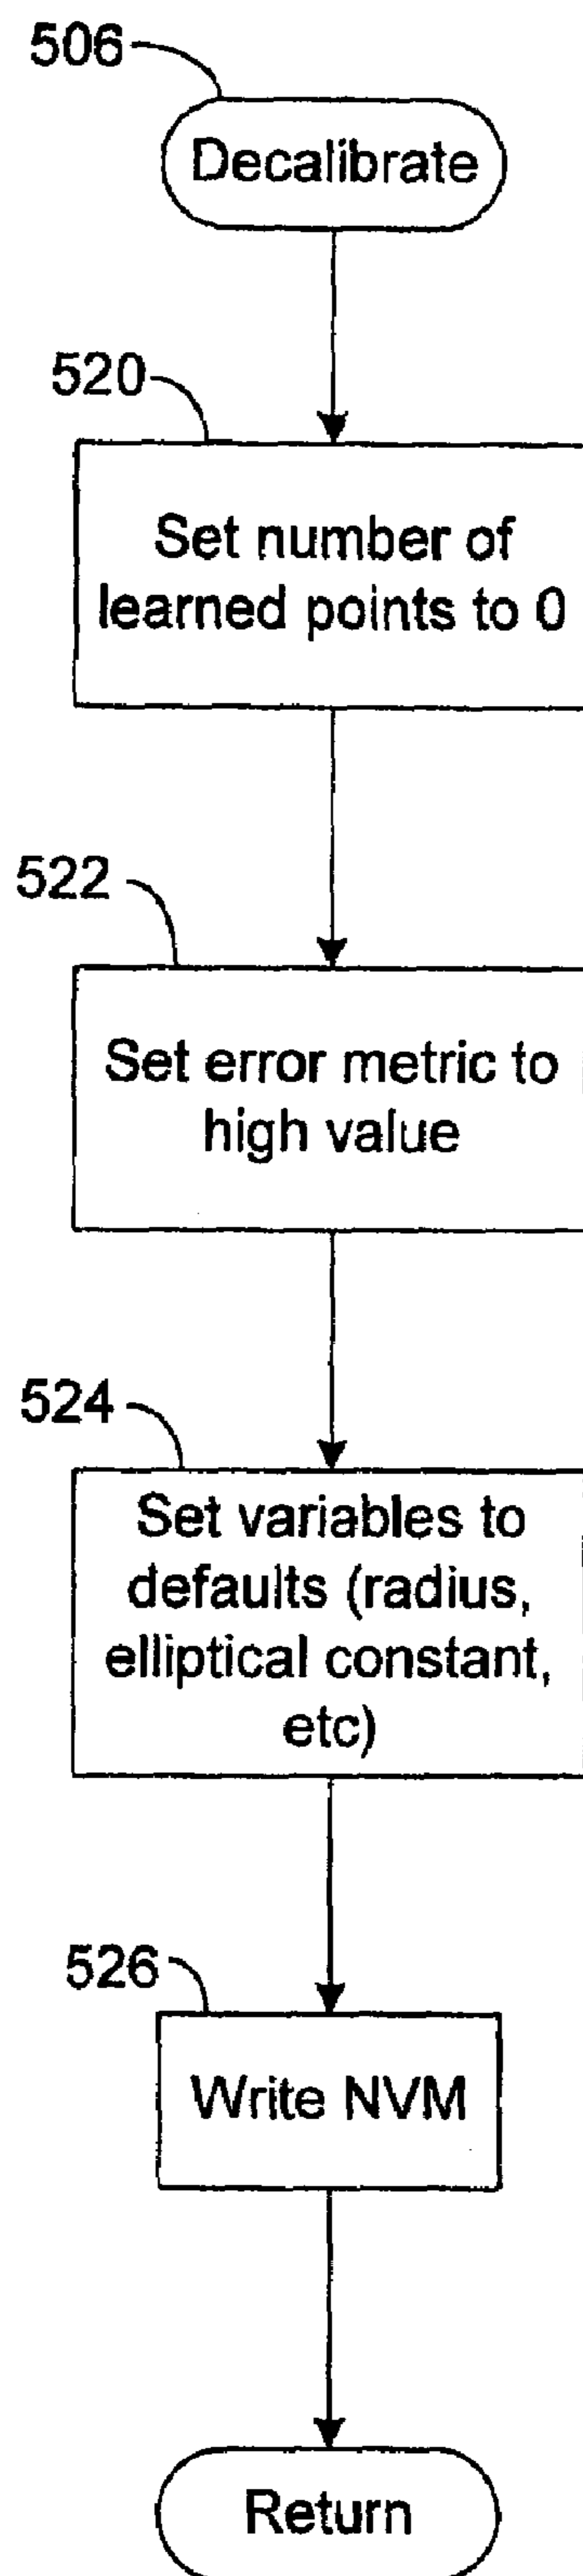 506
Decalibrate
520
Set number of
learned points to 0
522
Set error metric to
high value
524
Set variables to
defaults (radius,
elliptical constant,
etc)
526
Write NVM
Return